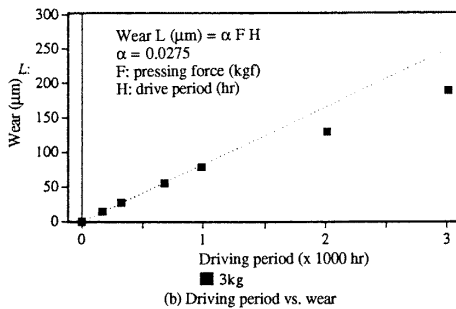 300
250
200
150
100
50
0
Wear (μm) L:
Wear L (μm) = α F H
α = 0.0275
F: pressing force (kgf)
H: drive period (hr)
0 1 2 3
Driving period (x 1000 hr)
3kg
(b) Driving period vs. wear